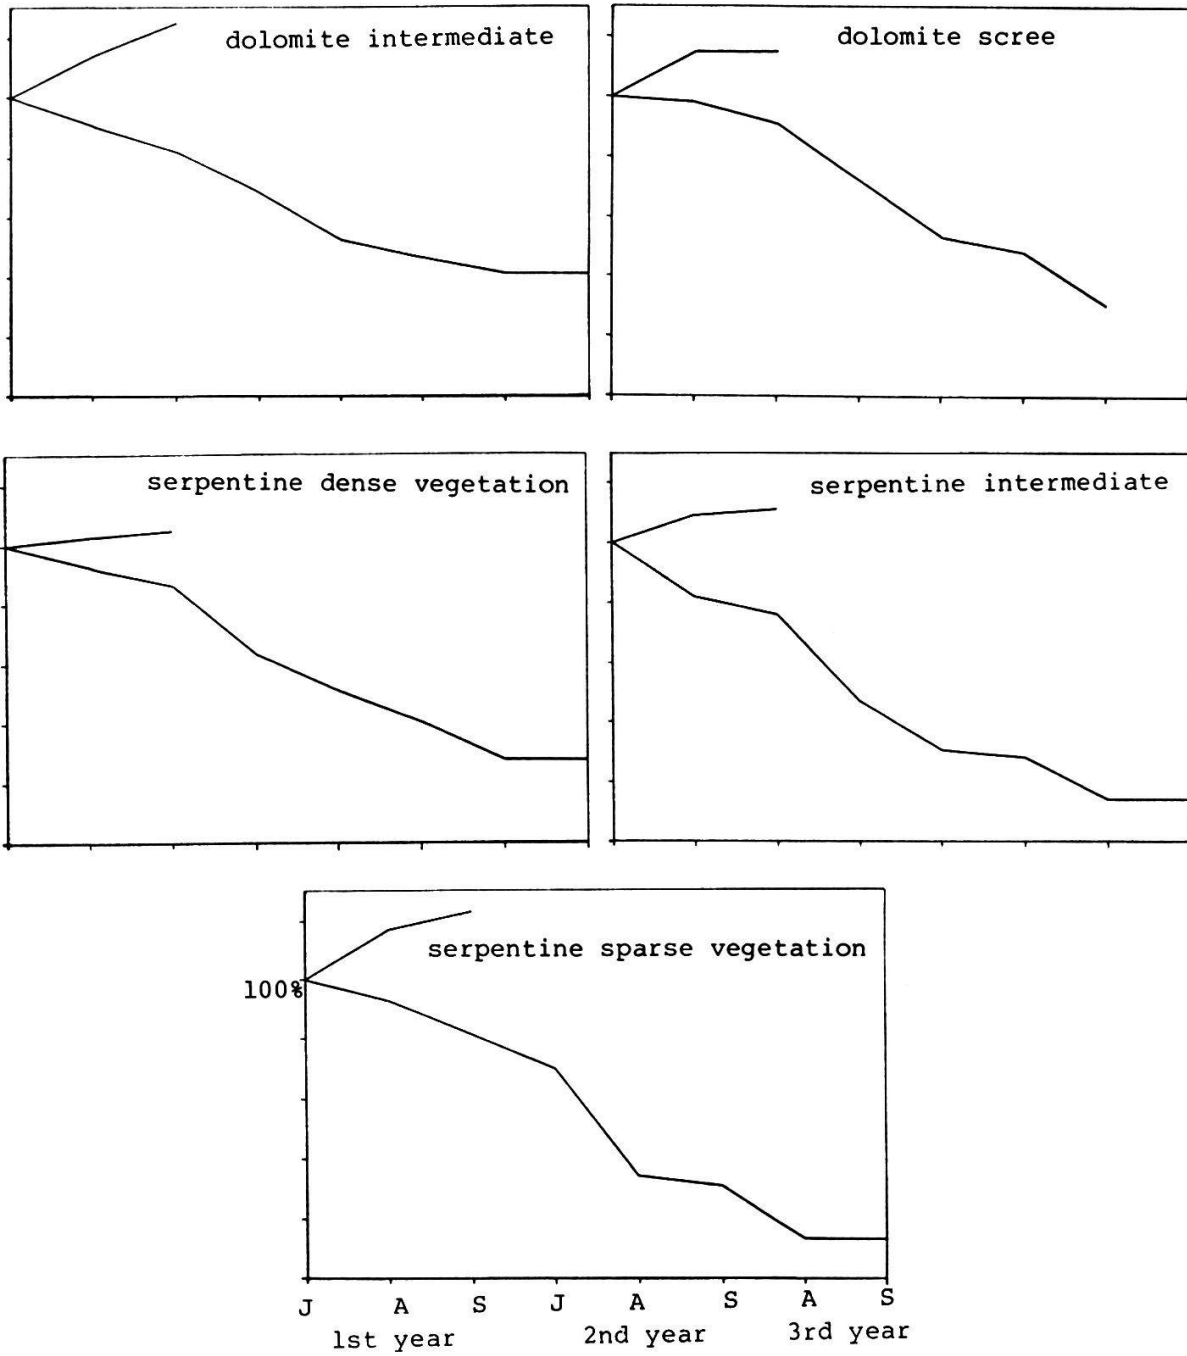 dolomite intermediate
dolomite scree
serpentine dense vegetation
serpentine intermediate
serpentine sparse vegetation
100%
J A S J A S A S
1st year 2nd year 3rd year